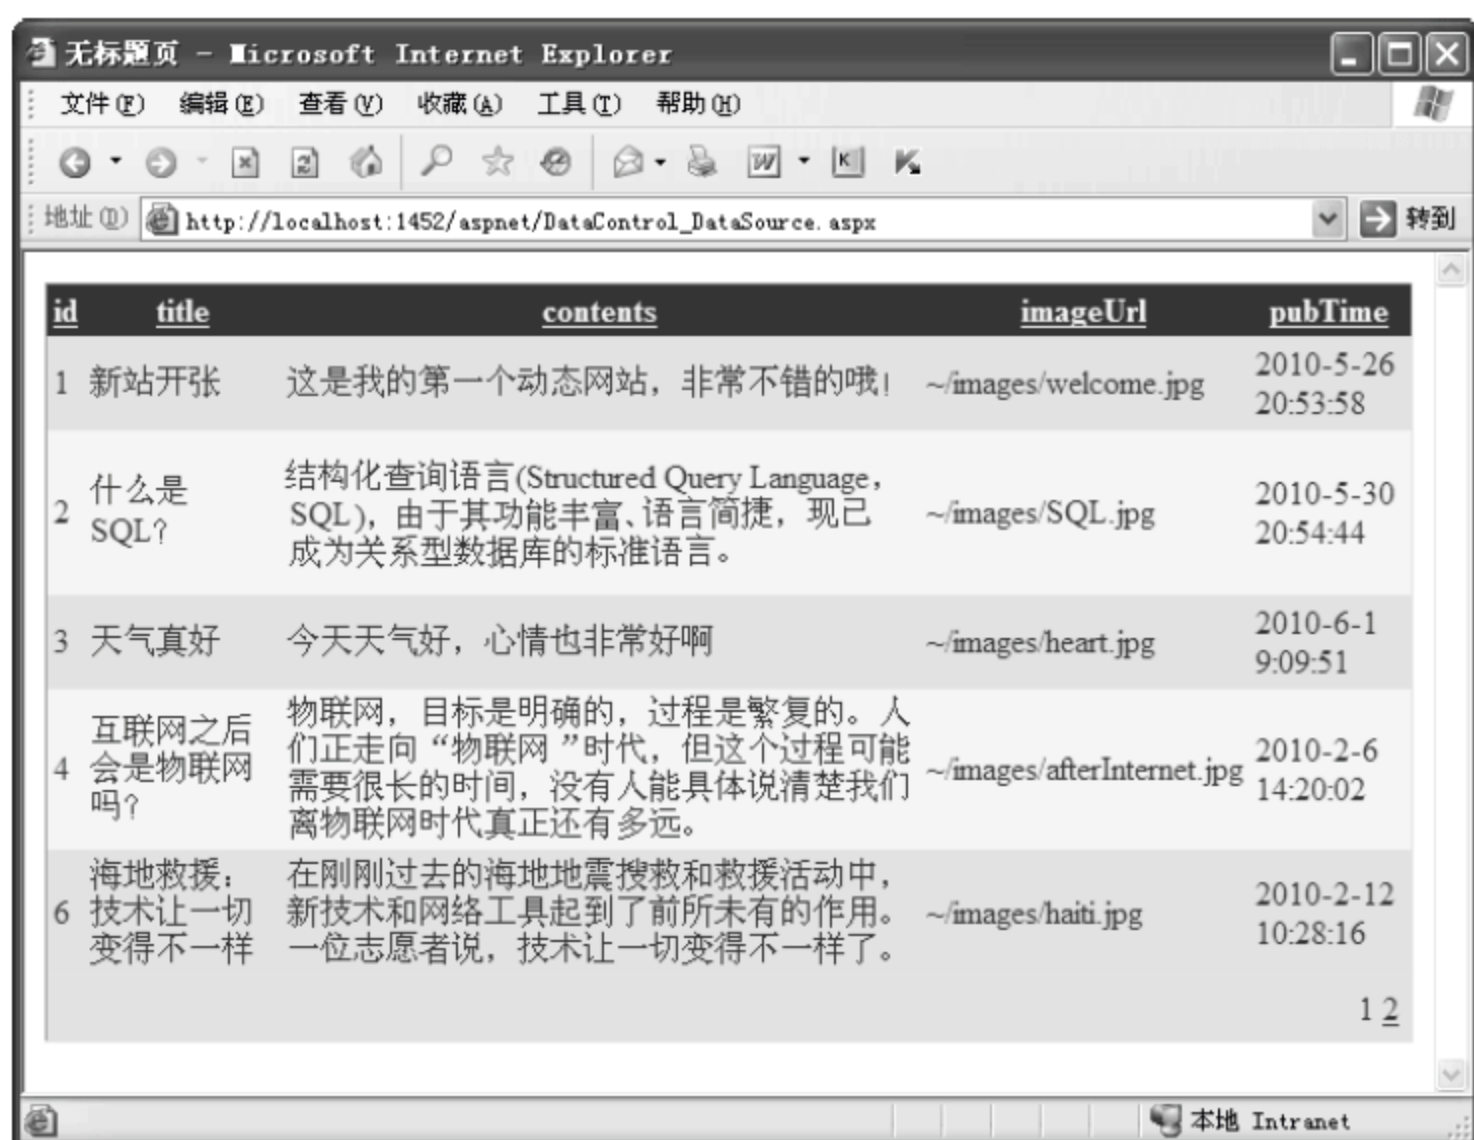 无标题页 - Microsoft Internet Explorer
文件(F) 编辑(E) 查看(V) 收藏(A) 工具(T) 帮助(H)
地址(D) http://localhost:1452/aspnet/DataControl_DataSource.aspx 转到
id title contents imageUrl pubTime
1 新站开张 这是我的第一个动态网站，非常不错的哦！ ~/images/welcome.jpg 2010-5-26
20:53:58
2 什么是
SQL？
结构化查询语言(Structured Query Language，
SQL)，由于其功能丰富、语言简捷，现已
成为关系型数据库的标准语言。
~/images/SQL.jpg
2010-5-30
20:54:44
3 天气真好 今天天气好，心情也非常好啊 ~/images/heart.jpg 2010-6-1
9:09:51
4 互联网之后
会是物联网
吗？
物联网，目标是明确的，过程是繁复的。人
们正走向“物联网”时代，但这个过程可能
需要很长的时间，没有人能具体说清楚我们
离物联网时代真正还有多远。
~/images/afterInternet.jpg
2010-2-6
14:20:02
6 海地救援：
技术让一切
变得不一样
在刚刚过去的海地地震搜救和救援活动中，
新技术和网络工具起到了前所未有的作用。
一位志愿者说，技术让一切变得不一样了。
~/images/haiti.jpg
2010-2-12
10:28:16
1 2
本地 Intranet